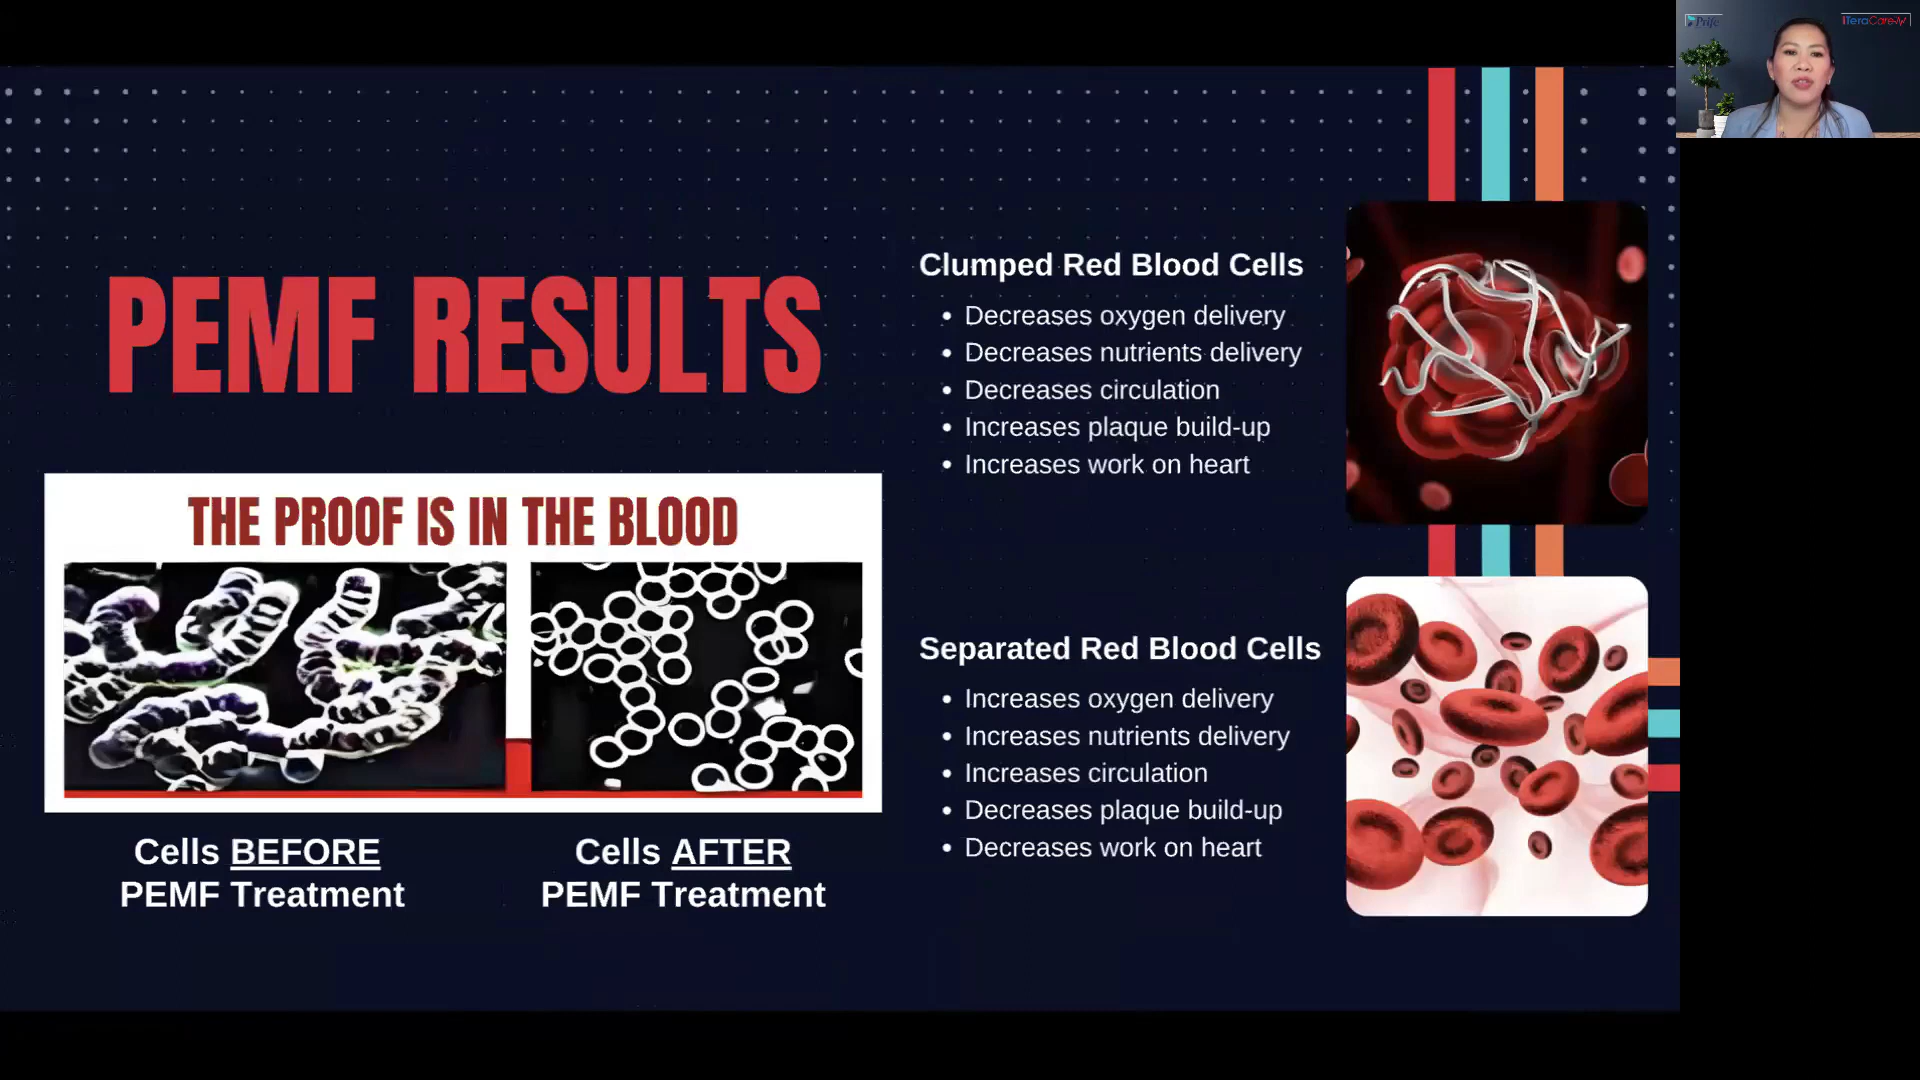 Prife
iTeraCare
PEMF RESULTS
THE PROOF IS IN THE BLOOD
Cells BEFORE
PEMF Treatment
Cells AFTER
PEMF Treatment
Clumped Red Blood Cells
• Decreases oxygen delivery
• Decreases nutrients delivery
• Decreases circulation
• Increases plaque build-up
• Increases work on heart
Separated Red Blood Cells
• Increases oxygen delivery
• Increases nutrients delivery
• Increases circulation
• Decreases plaque build-up
• Decreases work on heart